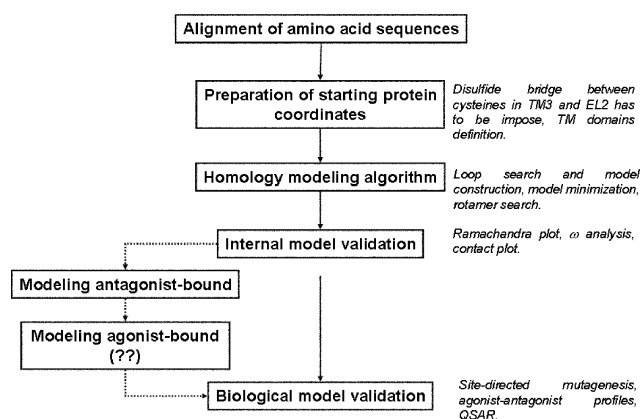 Alignment of amino acid sequences
Preparation of starting protein
coordinates
Disulfide bridge between
cysteines in TM3 and EL2 has
to be impose, TM domains
definition.
Homology modeling algorithm
Loop search and model
construction, model minimization,
rotamer search.
Internal model validation
Ramachandra plot, ω analysis,
contact plot.
Modeling antagonist-bound
Modeling agonist-bound
(??)
Biological model validation
Site-directed mutagenesis,
agonist-antagonist profiles,
QSAR.